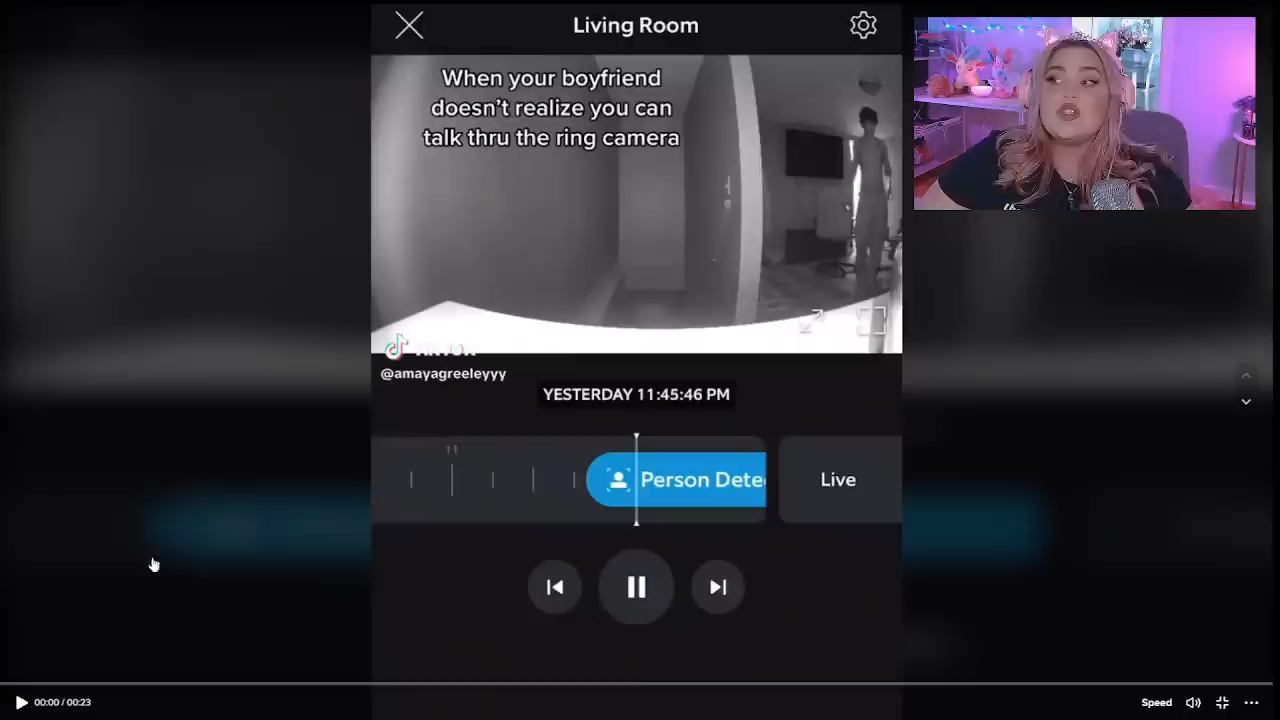 Living Room
When your boyfriend
doesn't realize you can
talk thru the ring camera
@amayagreeleyyy
YESTERDAY 11:45:46 PM
Person Dete
Live
00:00 / 00:23
Speed